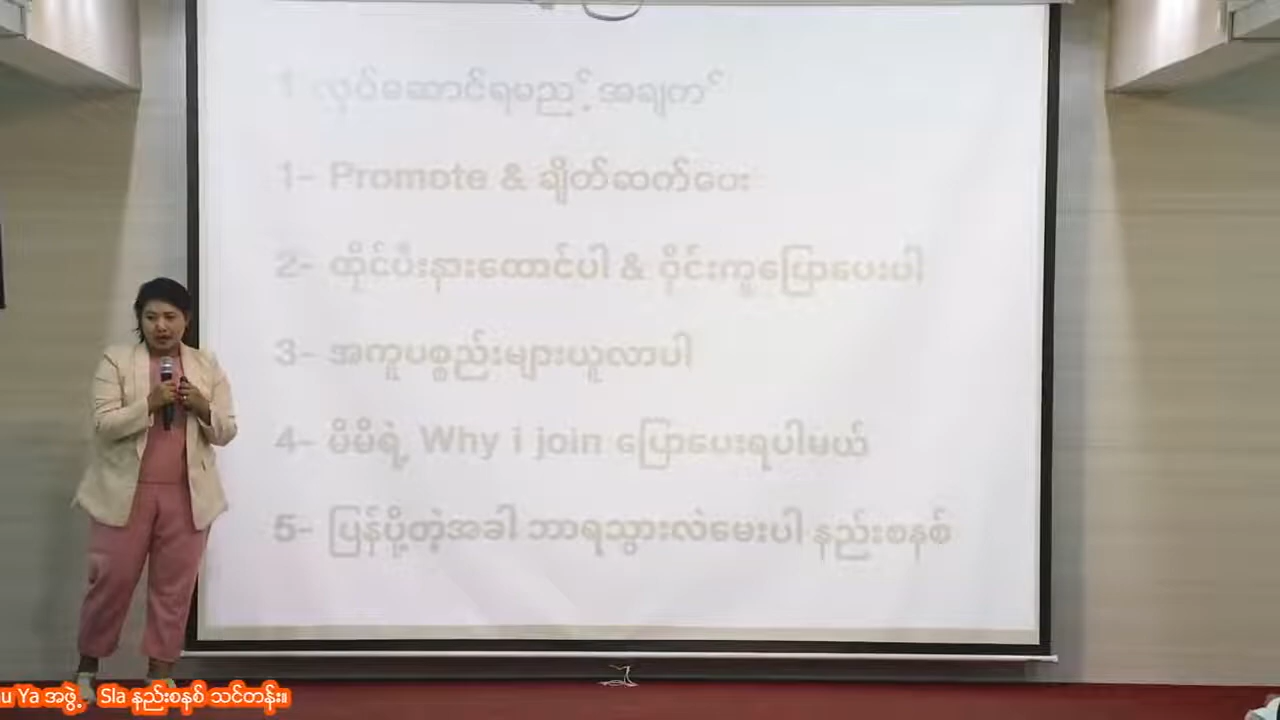 လုပ်ဆောင်ရမည့် အချက်
1- Promote & ချိတ်ဆက်ပေး
2- ထိုင်ပီးနားထောင်ပါ & ဝိုင်းကူပြောပေးပါ
3- အကူပစ္စည်းများယူလာပါ
4- မိမိရဲ့ Why i join ပြောပေးရပါမယ်
5- ပြန်ပို့တဲ့အခါ ဘာရသွားလဲမေးပါ နည်းစနစ်
Ya အဖွဲ့ Sla နည်းစနစ် သင်တန်း။